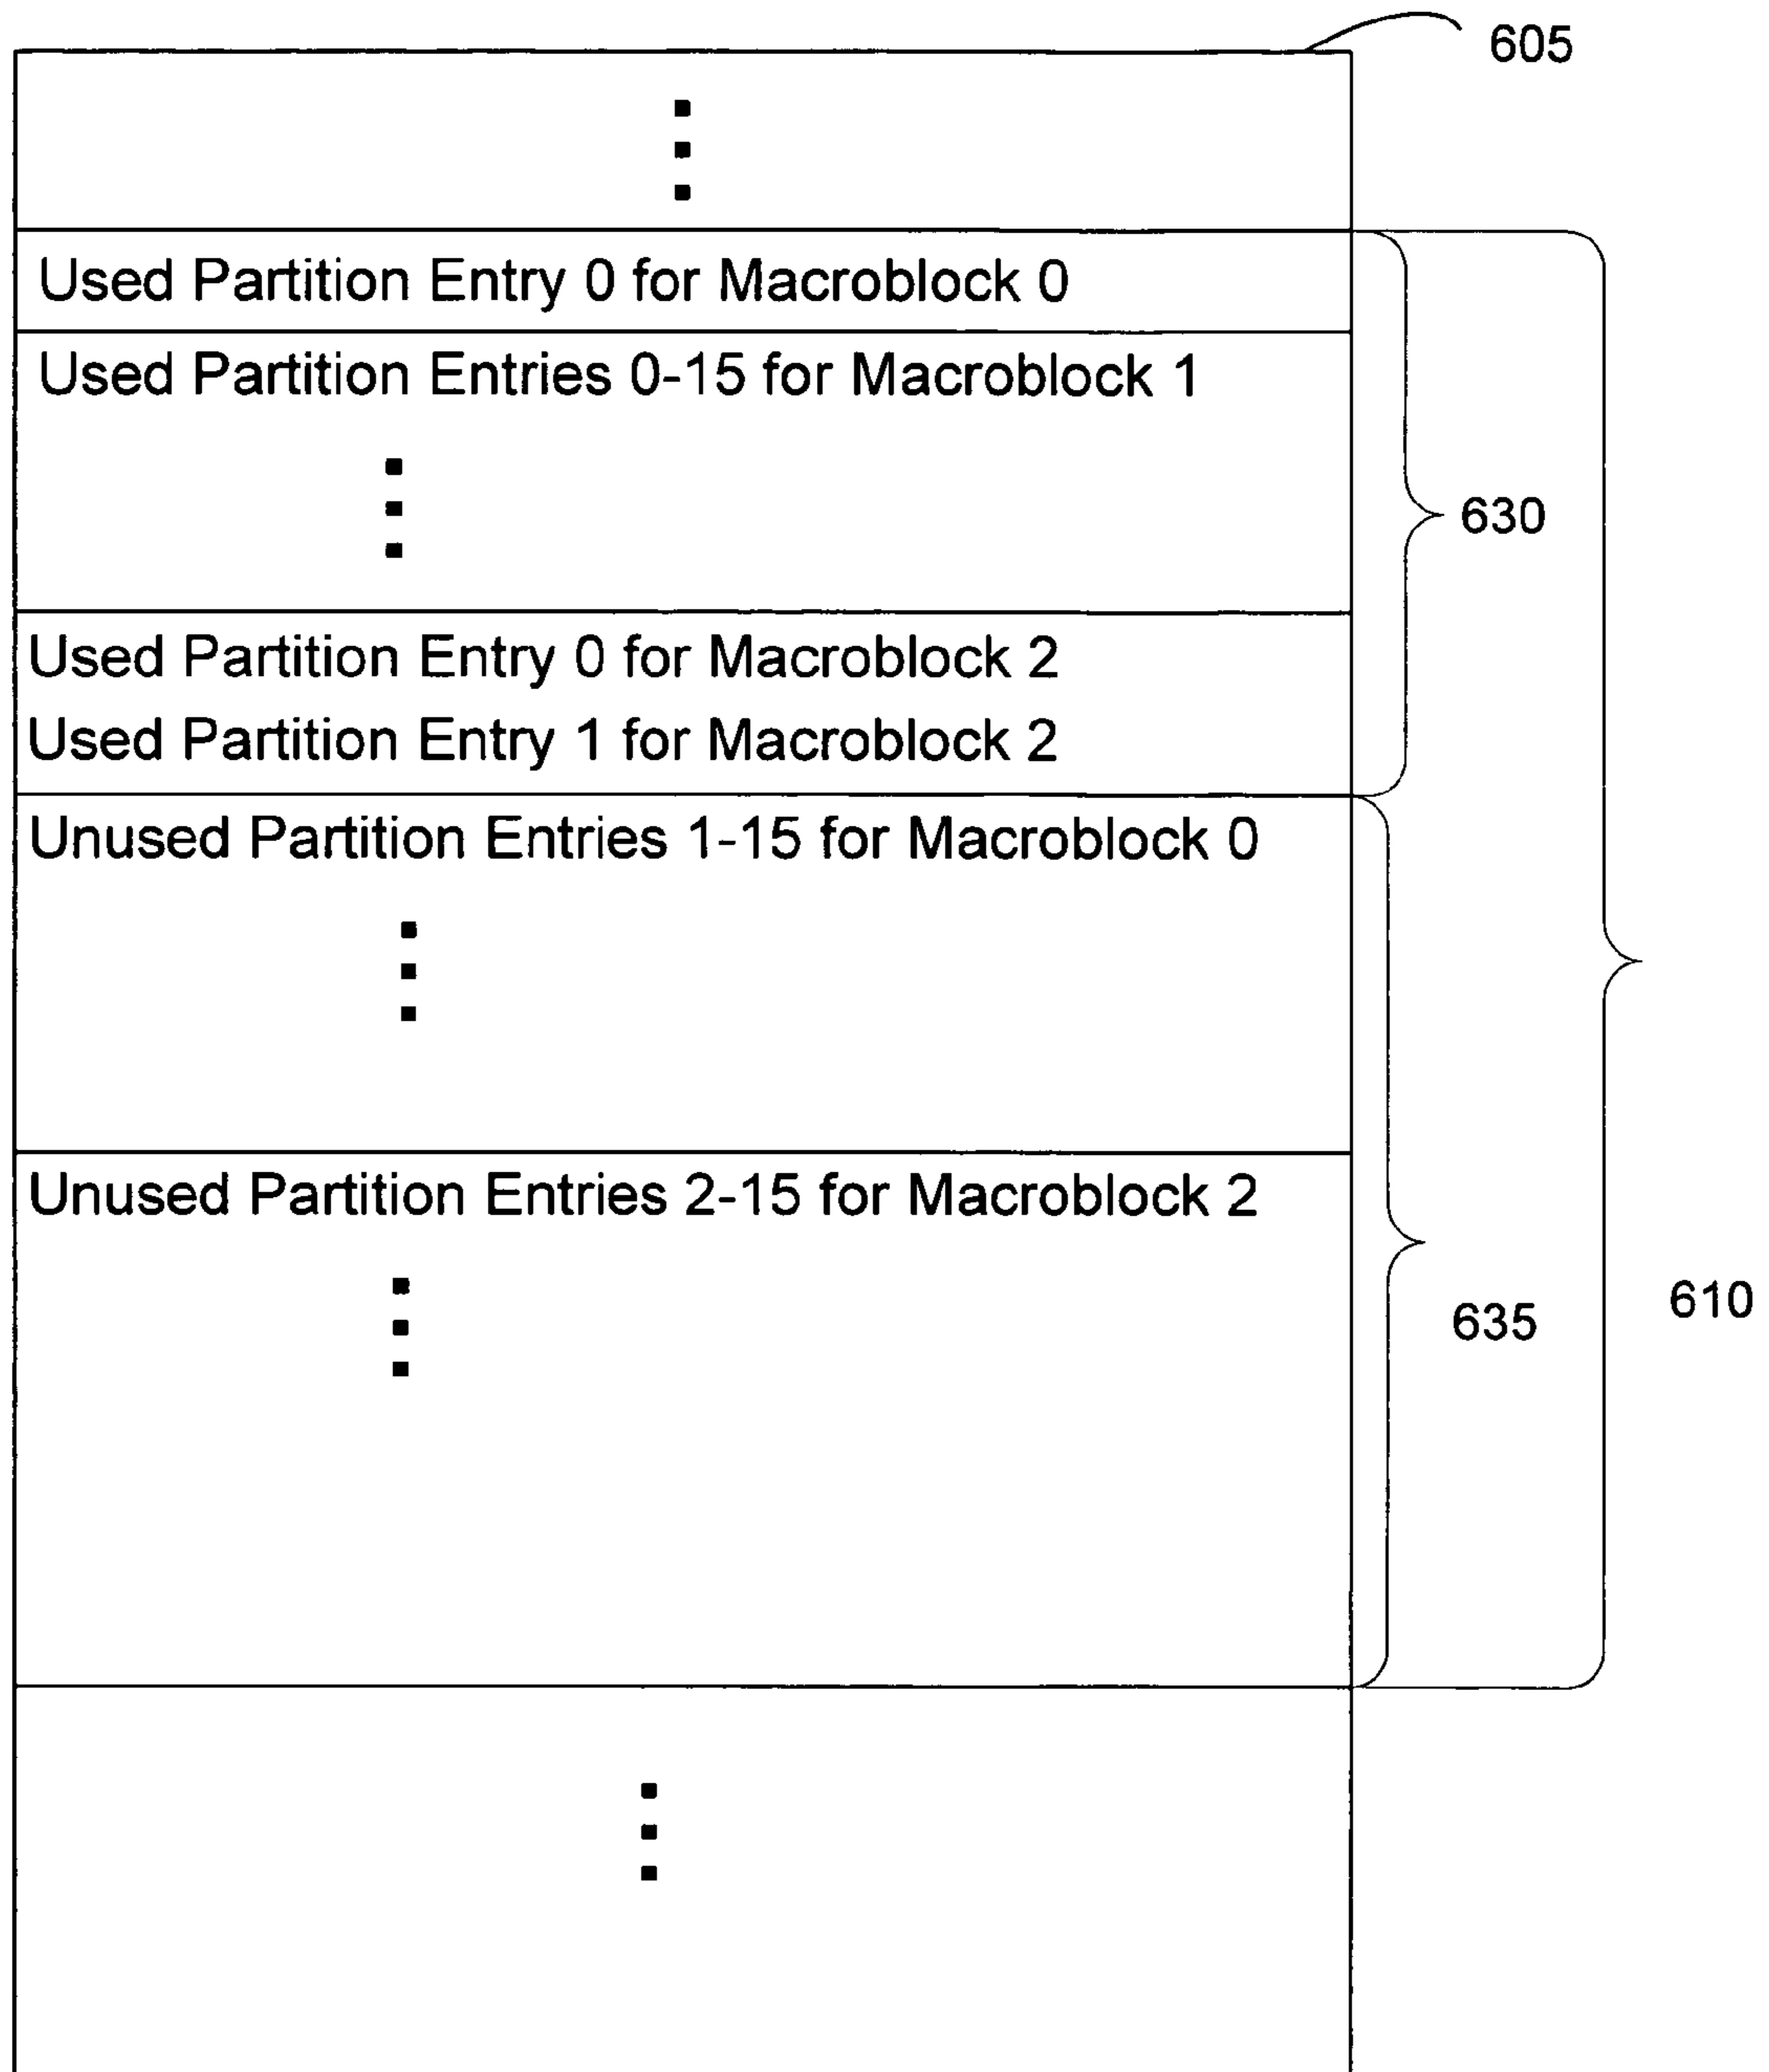 605
Used Partition Entry 0 for Macroblock 0
Used Partition Entries 0-15 for Macroblock 1
630
Used Partition Entry 0 for Macroblock 2
Used Partition Entry 1 for Macroblock 2
Unused Partition Entries 1-15 for Macroblock 0
Unused Partition Entries 2-15 for Macroblock 2
610
635